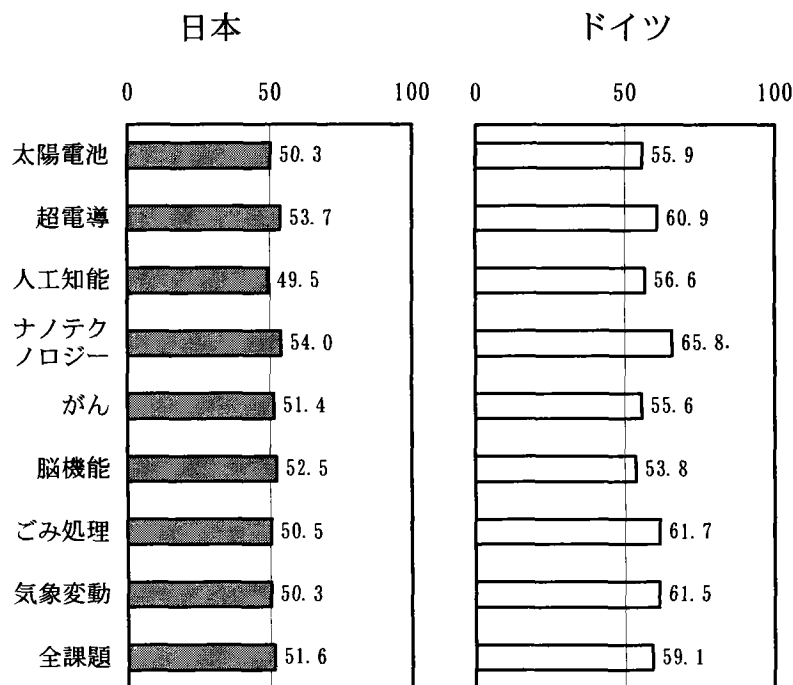 日本 ドイツ
0 50 100 0 50 100
太陽電池 50.3 55.9
超電導 53.7 60.9
人工知能 49.5 56.6
ナノテク
ノロジー 54.0 65.8.
がん 51.4 55.6
脳機能 52.5 53.8
ごみ処理 50.5 61.7
気象変動 50.3 61.5
全課題 51.6 59.1